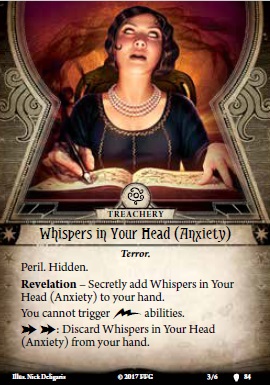 TREACHERY
Whispers in Your Head (Anxiety)
Terror.
Peril. Hidden.
Revelation – Secretly add Whispers in Your
Head (Anxiety) to your hand.
You cannot trigger abilities.
: Discard Whispers in Your Head
(Anxiety) from your hand.
Illus. Nick Deligaris © 2017 FFG 3/6 84